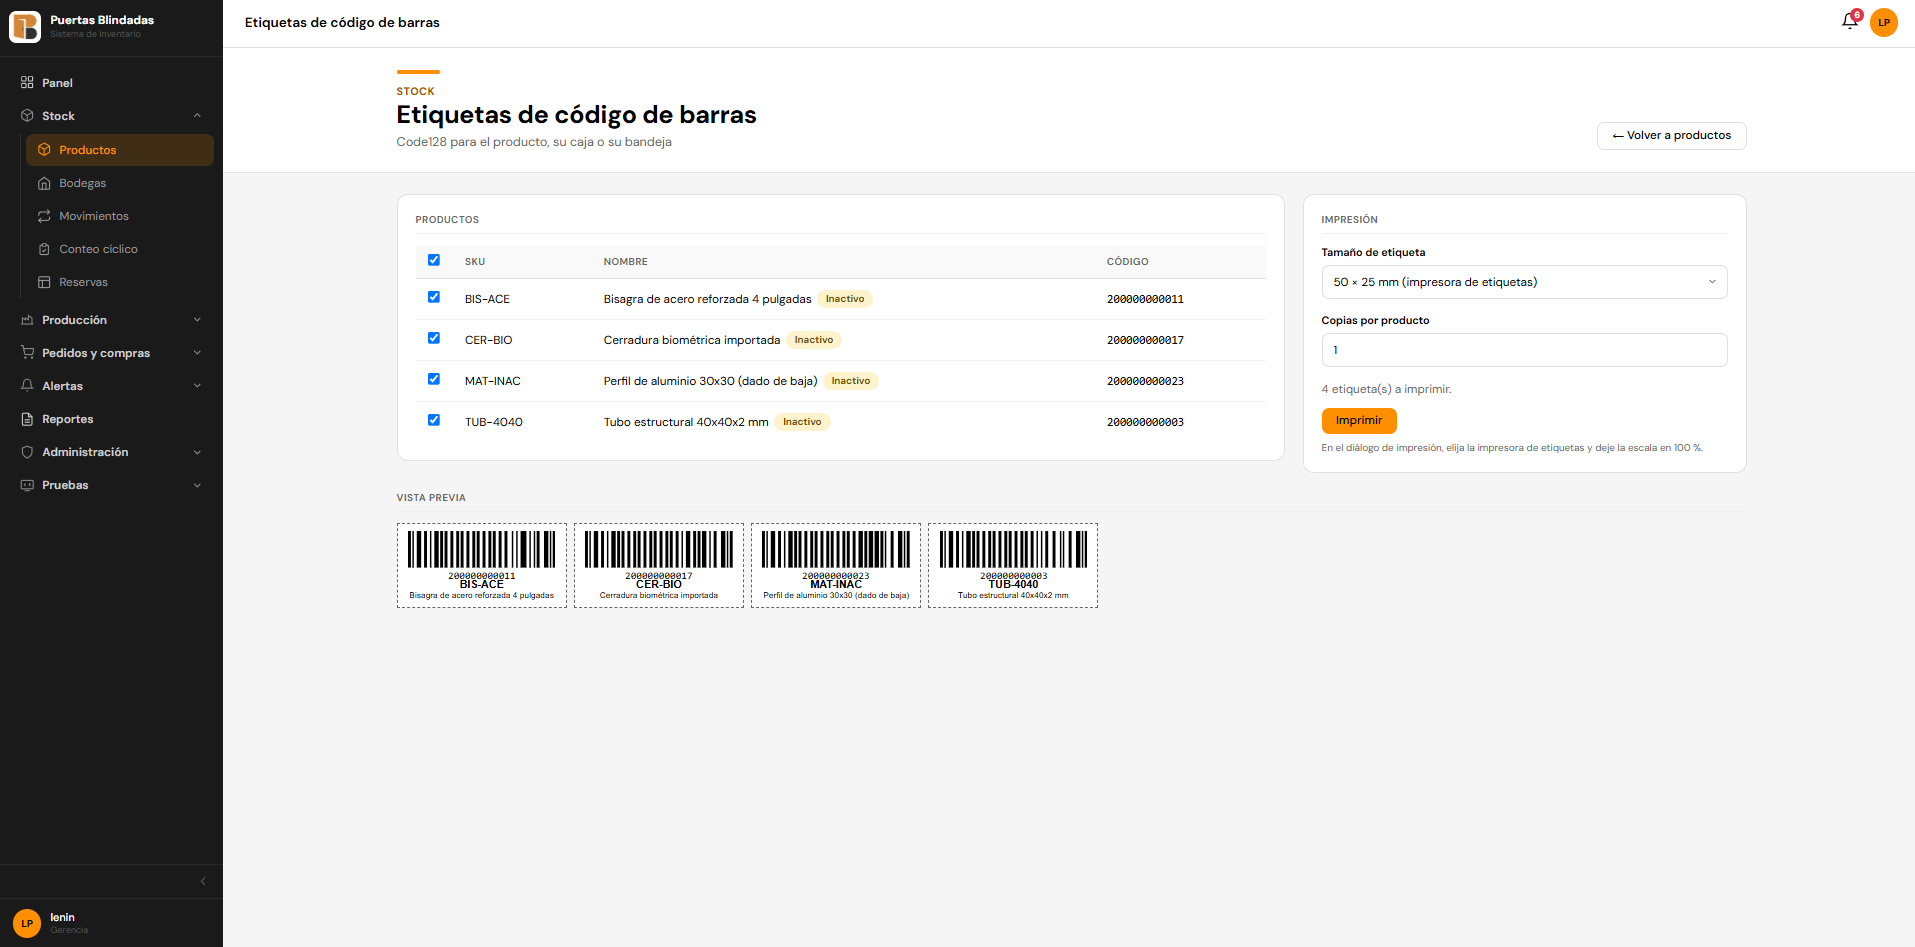 Puertas Blindadas
Sistema de Inventario
Panel
Stock
Productos
Bodegas
Movimientos
Conteo cíclico
Reservas
Producción
Pedidos y compras
Alertas
Reportes
Administración
Pruebas
LP
lenin
Gerencia
Etiquetas de código de barras
6
LP
STOCK
Etiquetas de código de barras
Code128 para el producto, su caja o su bandeja
← Volver a productos
PRODUCTOS
SKU NOMBRE CÓDIGO
BIS-ACE Bisagra de acero reforzada 4 pulgadas Inactivo 200000000011
CER-BIO Cerradura biométrica importada Inactivo 200000000017
MAT-INAC Perfil de aluminio 30x30 (dado de baja) Inactivo 200000000023
TUB-4040 Tubo estructural 40x40x2 mm Inactivo 200000000003
IMPRESIÓN
Tamaño de etiqueta
50 × 25 mm (impresora de etiquetas)
Copias por producto
1
4 etiqueta(s) a imprimir.
Imprimir
En el diálogo de impresión, elija la impresora de etiquetas y deje la escala en 100 %.
VISTA PREVIA
200000000011
BIS-ACE
Bisagra de acero reforzada 4 pulgadas
200000000017
CER-BIO
Cerradura biométrica importada
200000000023
MAT-INAC
Perfil de aluminio 30x30 (dado de baja)
200000000003
TUB-4040
Tubo estructural 40x40x2 mm